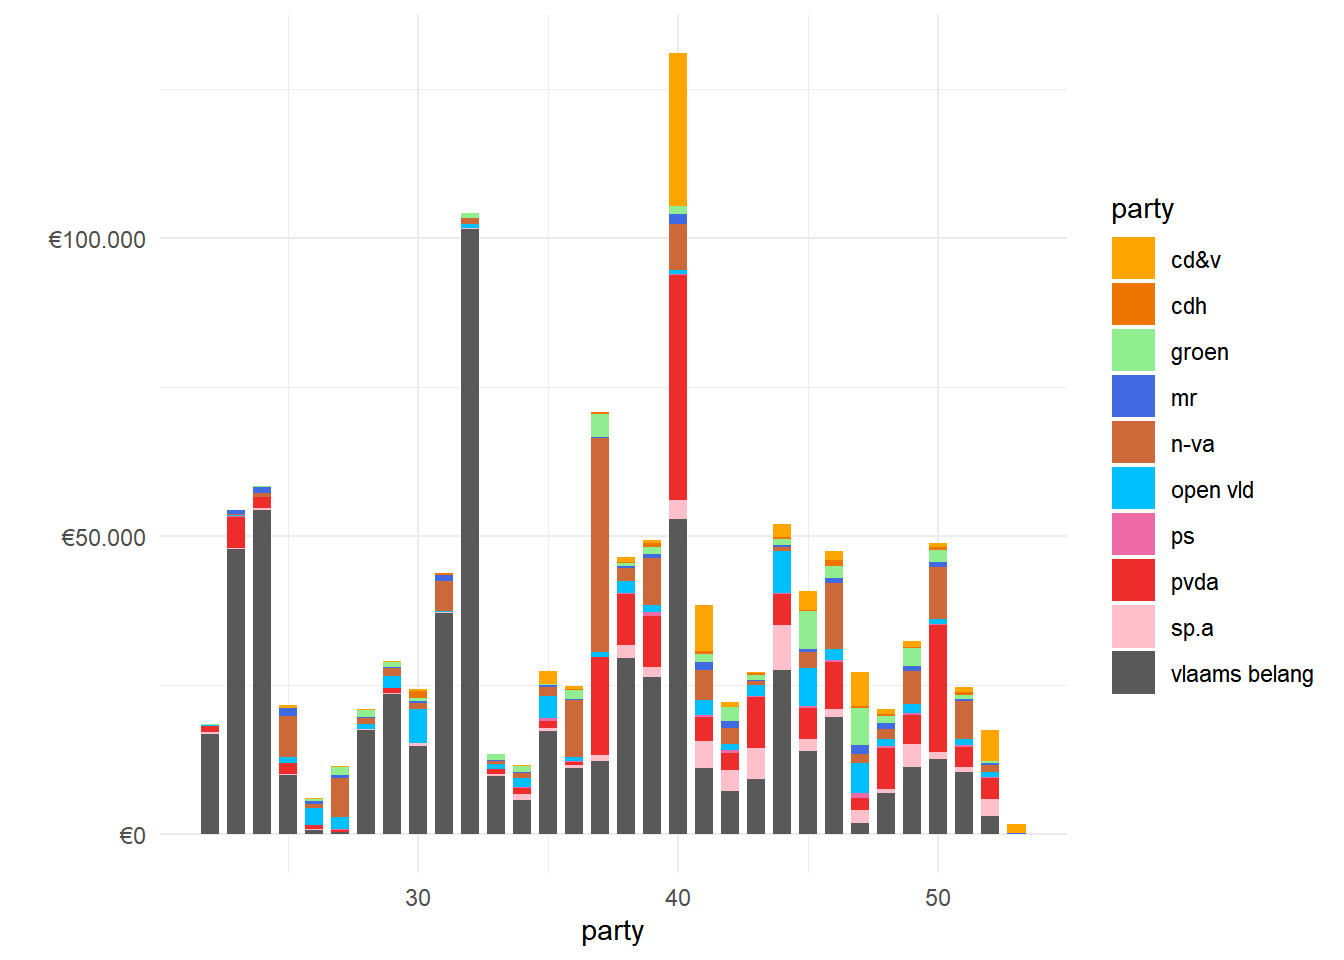 €100.000
€50.000
€0
30
40
50
party
party
cd&v
cdh
groen
mr
n-va
open vld
ps
pvda
sp.a
vlaams belang